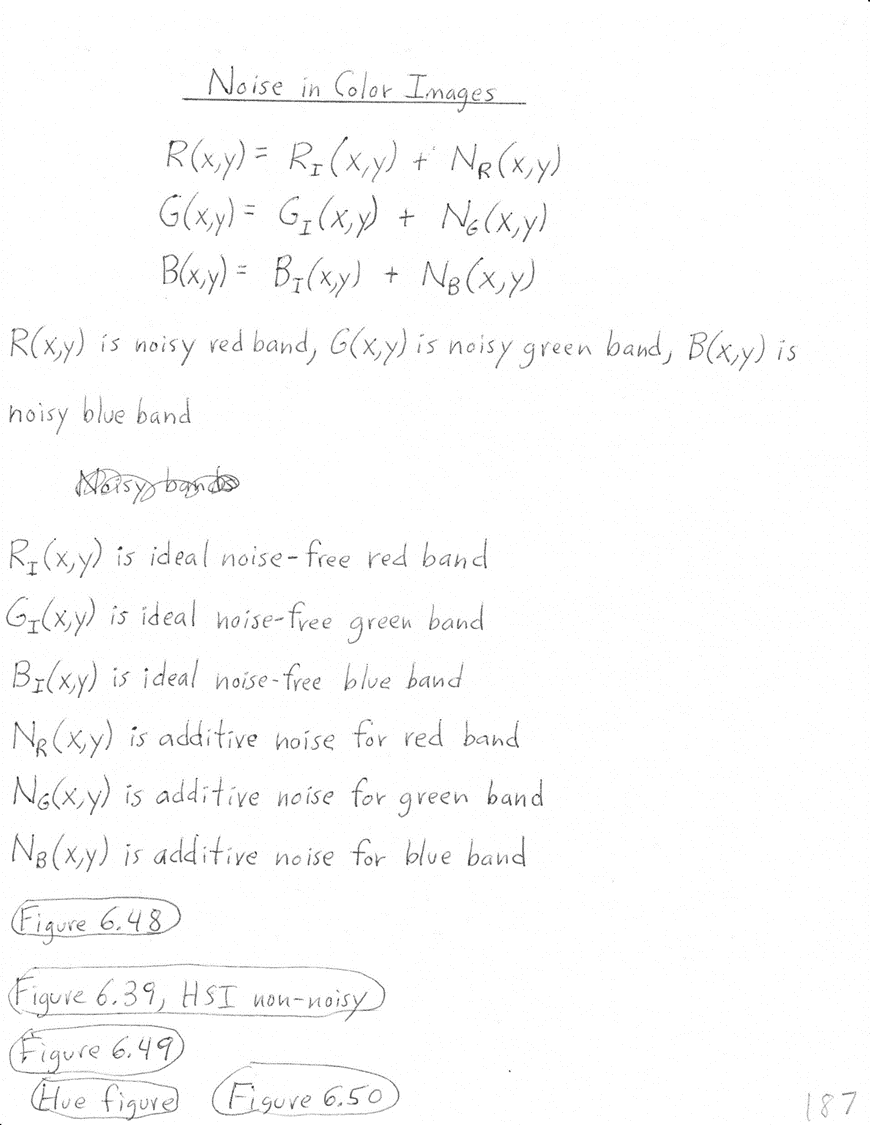 Noise in Color Images
R(x,y) = R_I(x,y) + N_R(x,y)
G(x,y) = G_I(x,y) + N_G(x,y)
B(x,y) = B_I(x,y) + N_B(x,y)
R(x,y) is noisy red band, G(x,y) is noisy green band, B(x,y) is
noisy blue band
Noisy bands
R_I(x,y) is ideal noise-free red band
G_I(x,y) is ideal noise-free green band
B_I(x,y) is ideal noise-free blue band
N_R(x,y) is additive noise for red band
N_G(x,y) is additive noise for green band
N_B(x,y) is additive noise for blue band
Figure 6.48
Figure 6.39, HSI non-noisy
Figure 6.49
Hue figure Figure 6.50
187